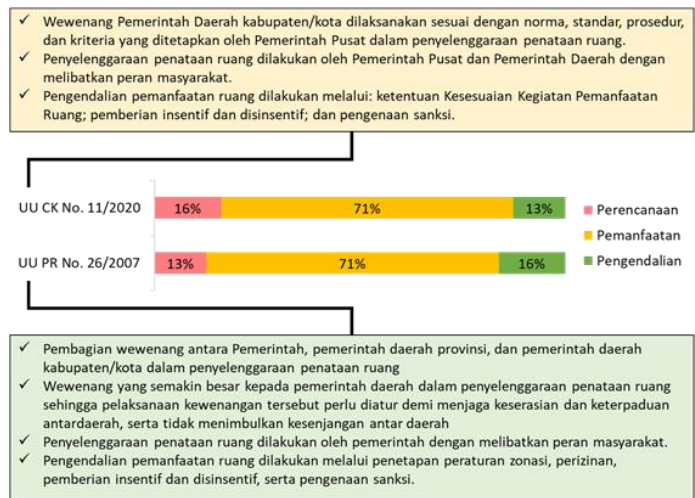 ✓ Wewenang Pemerintah Daerah kabupaten/kota dilaksanakan sesuai dengan norma, standar, prosedur,
dan kriteria yang ditetapkan oleh Pemerintah Pusat dalam penyelenggaraan penataan ruang.
✓ Penyelenggaraan penataan ruang dilakukan oleh Pemerintah Pusat dan Pemerintah Daerah dengan
melibatkan peran masyarakat.
✓ Pengendalian pemanfaatan ruang dilakukan melalui: ketentuan Kesesuaian Kegiatan Pemanfaatan
Ruang; pemberian insentif dan disinsentif; dan pengenaan sanksi.
UU CK No. 11/2020 16% 71% 13%
UU PR No. 26/2007 13% 71% 16%
Perencanaan
Pemanfaatan
Pengendalian
✓ Pembagian wewenang antara Pemerintah, pemerintah daerah provinsi, dan pemerintah daerah
kabupaten/kota dalam penyelenggaraan penataan ruang
✓ Wewenang yang semakin besar kepada pemerintah daerah dalam penyelenggaraan penataan ruang
sehingga pelaksanaan kewenangan tersebut perlu diatur demi menjaga keserasian dan keterpaduan
antardaerah, serta tidak menimbulkan kesenjangan antar daerah
✓ Penyelenggaraan penataan ruang dilakukan oleh pemerintah dengan melibatkan peran masyarakat.
✓ Pengendalian pemanfaatan ruang dilakukan melalui penetapan peraturan zonasi, perizinan,
pemberian insentif dan disinsentif, serta pengenaan sanksi.